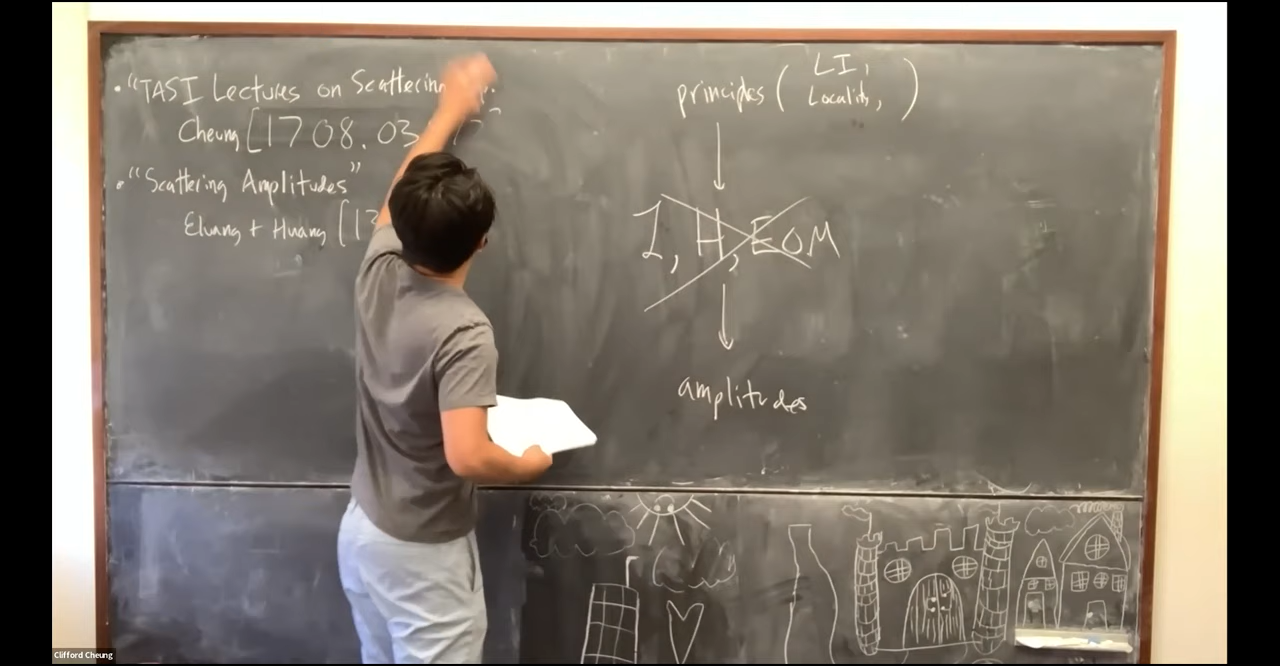 • "TASI Lectures on Scattering
Cheung [1708.03
• "Scattering Amplitudes"
Elvang + Huang [13
principles ( LI,
Locality, )
L, H, EOM
amplitudes
Clifford Cheung